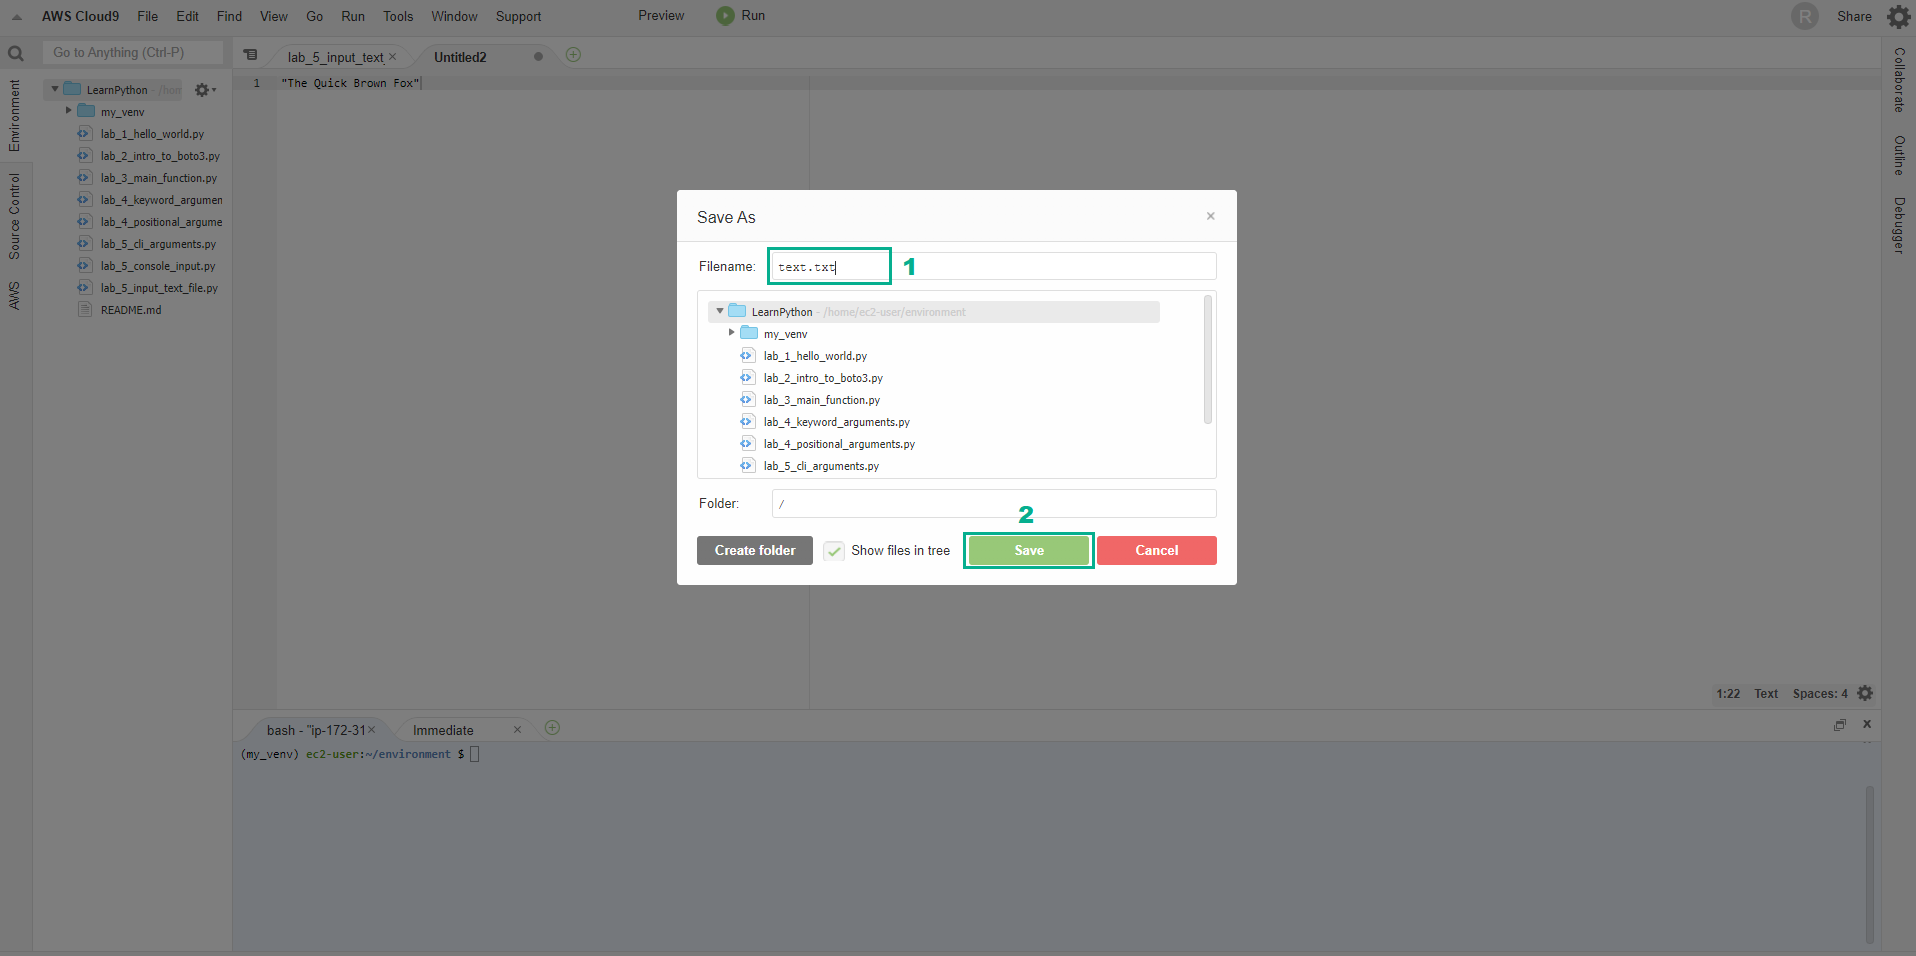 AWS Cloud9 File Edit Find View Go Run Tools Window Support Preview Run R Share
Go to Anything (Ctrl-P)
lab_5_input_text_ ×
Untitled2
Environment
Source Control
AWS
LearnPython - /hom
my_venv
lab_1_hello_world.py
lab_2_intro_to_boto3.py
lab_3_main_function.py
lab_4_keyword_argumen
lab_4_positional_argume
lab_5_cli_arguments.py
lab_5_console_input.py
lab_5_input_text_file.py
README.md
1 "The Quick Brown Fox"
Save As ×
Filename: text.txt 1
LearnPython - /home/ec2-user/environment
my_venv
lab_1_hello_world.py
lab_2_intro_to_boto3.py
lab_3_main_function.py
lab_4_keyword_arguments.py
lab_4_positional_arguments.py
lab_5_cli_arguments.py
Folder: /
2
Create folder Show files in tree Save Cancel
1:22 Text Spaces: 4
Collaborate
Outline
Debugger
bash - "ip-172-31 × Immediate ×
(my_venv) ec2-user:~/environment $